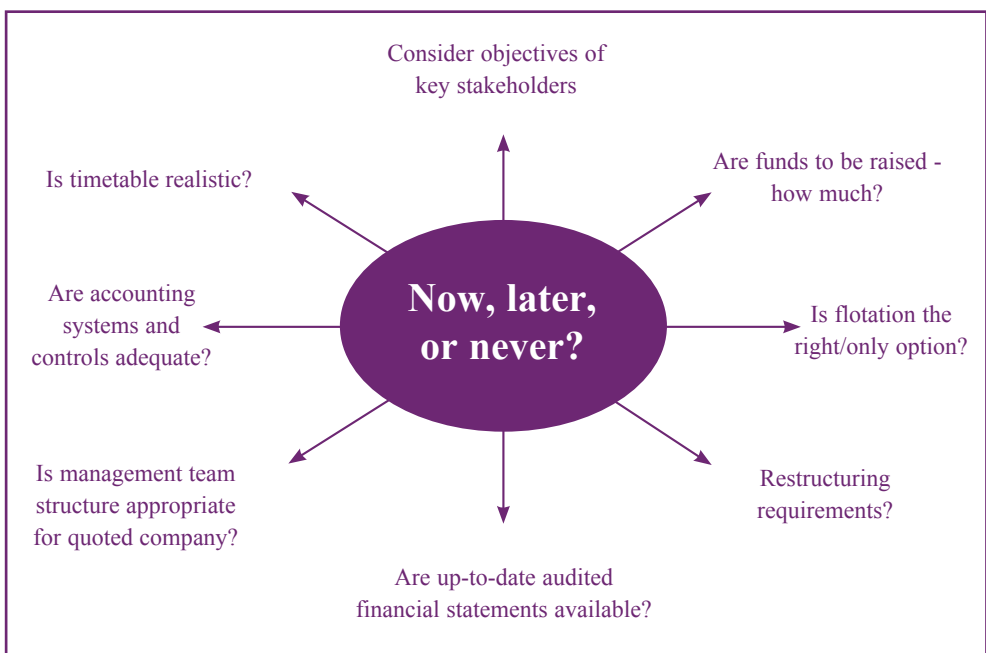 Consider objectives of
key stakeholders
Are funds to be raised -
how much?
Is timetable realistic?
Now, later,
or never?
Are accounting
systems and
controls adequate?
Is flotation the
right/only option?
Is management team
structure appropriate
for quoted company?
Restructuring
requirements?
Are up-to-date audited
financial statements available?